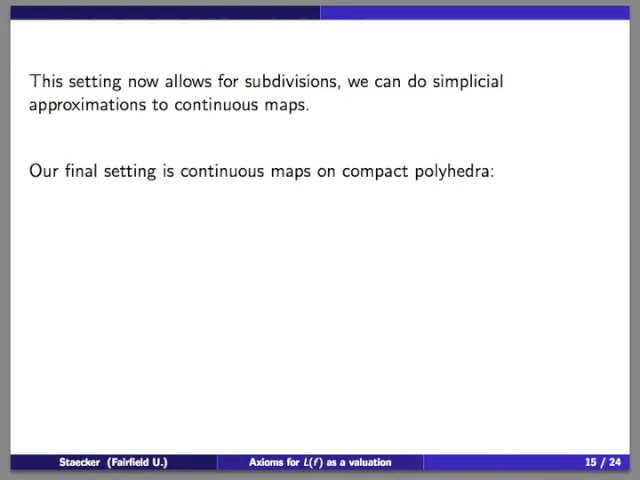 This setting now allows for subdivisions, we can do simplicial
approximations to continuous maps.
Our final setting is continuous maps on compact polyhedra:
Staecker (Fairfield U.) Axioms for L(f) as a valuation 15 / 24